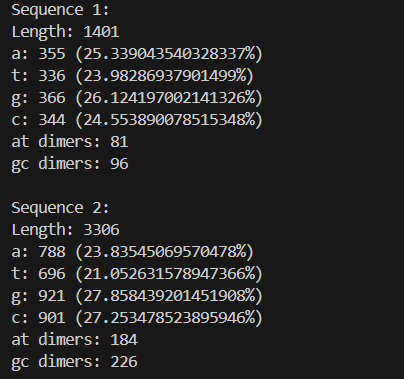 Sequence 1:
Length: 1401
a: 355 (25.339043540328337%)
t: 336 (23.98286937901499%)
g: 366 (26.124197002141326%)
c: 344 (24.553890078515348%)
at dimers: 81
gc dimers: 96
Sequence 2:
Length: 3306
a: 788 (23.83545069570478%)
t: 696 (21.052631578947366%)
g: 921 (27.858439201451908%)
c: 901 (27.253478523895946%)
at dimers: 184
gc dimers: 226